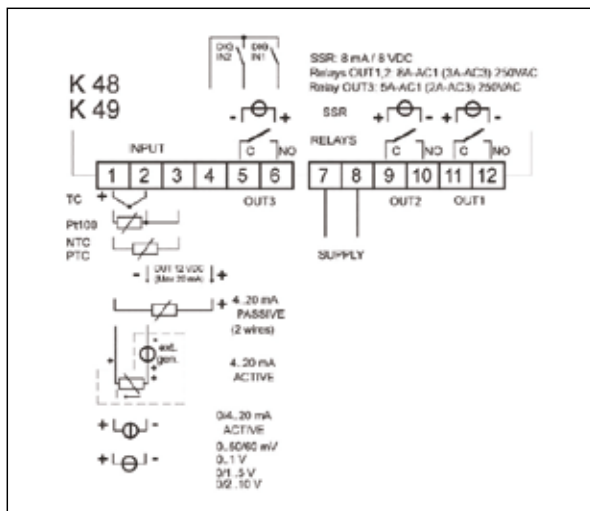 DIG DIG
IN2 IN1
SSR: 8 mA / 8 VDC
Relays OUT1,2: 8A-AC1 (3A-AC3) 250VAC
Relay OUT3: 5A-AC1 (2A-AC3) 250VAC
K 48
K 49
- + SSR + - - +
INPUT C NO RELAYS C NO C NO
1 2 3 4 5 6 7 8 9 10 11 12
TC + OUT3 OUT2 OUT1
Pt100
NTC
PTC
SUPPLY
- OUT 12 VDC +
(Max 20 mA)
+ 4..20 mA
PASSIVE
(2 wires)
- ext.
+ + gen.
4..20 mA
ACTIVE
+ - 0/4..20 mA
ACTIVE
+ - 0..50/60 mV
0..1 V
0/1..5 V
0/2..10 V